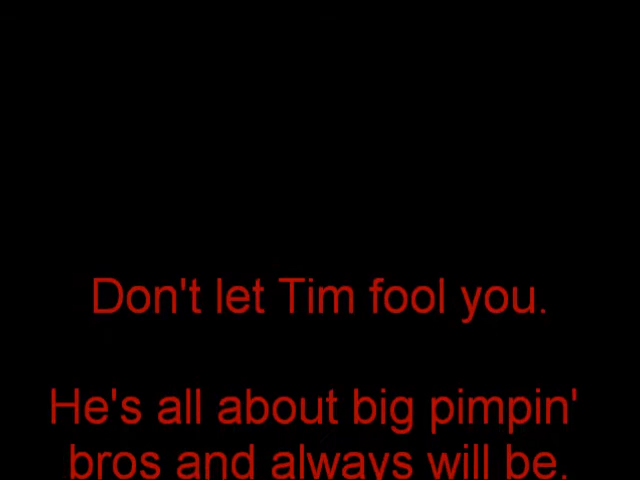 Don't let Tim fool you.
He's all about big pimpin'
bros and always will be.